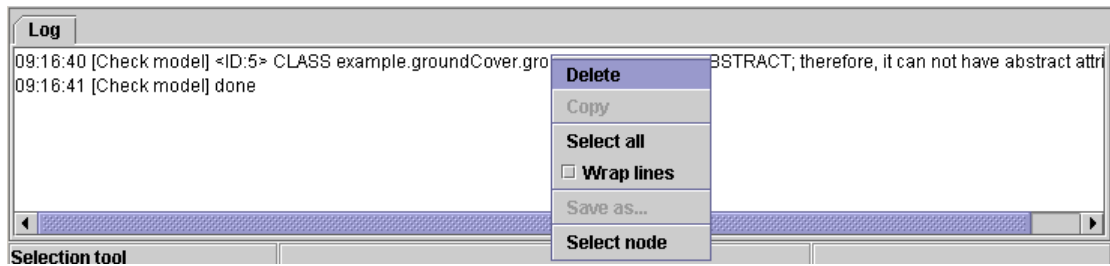 Log
09:16:40 [Check model] <ID:5> CLASS example.groundCover.gro BSTRACT; therefore, it can not have abstract attri
09:16:41 [Check model] done
Delete
Copy
Select all
Wrap lines
Save as...
Select node
Selection tool